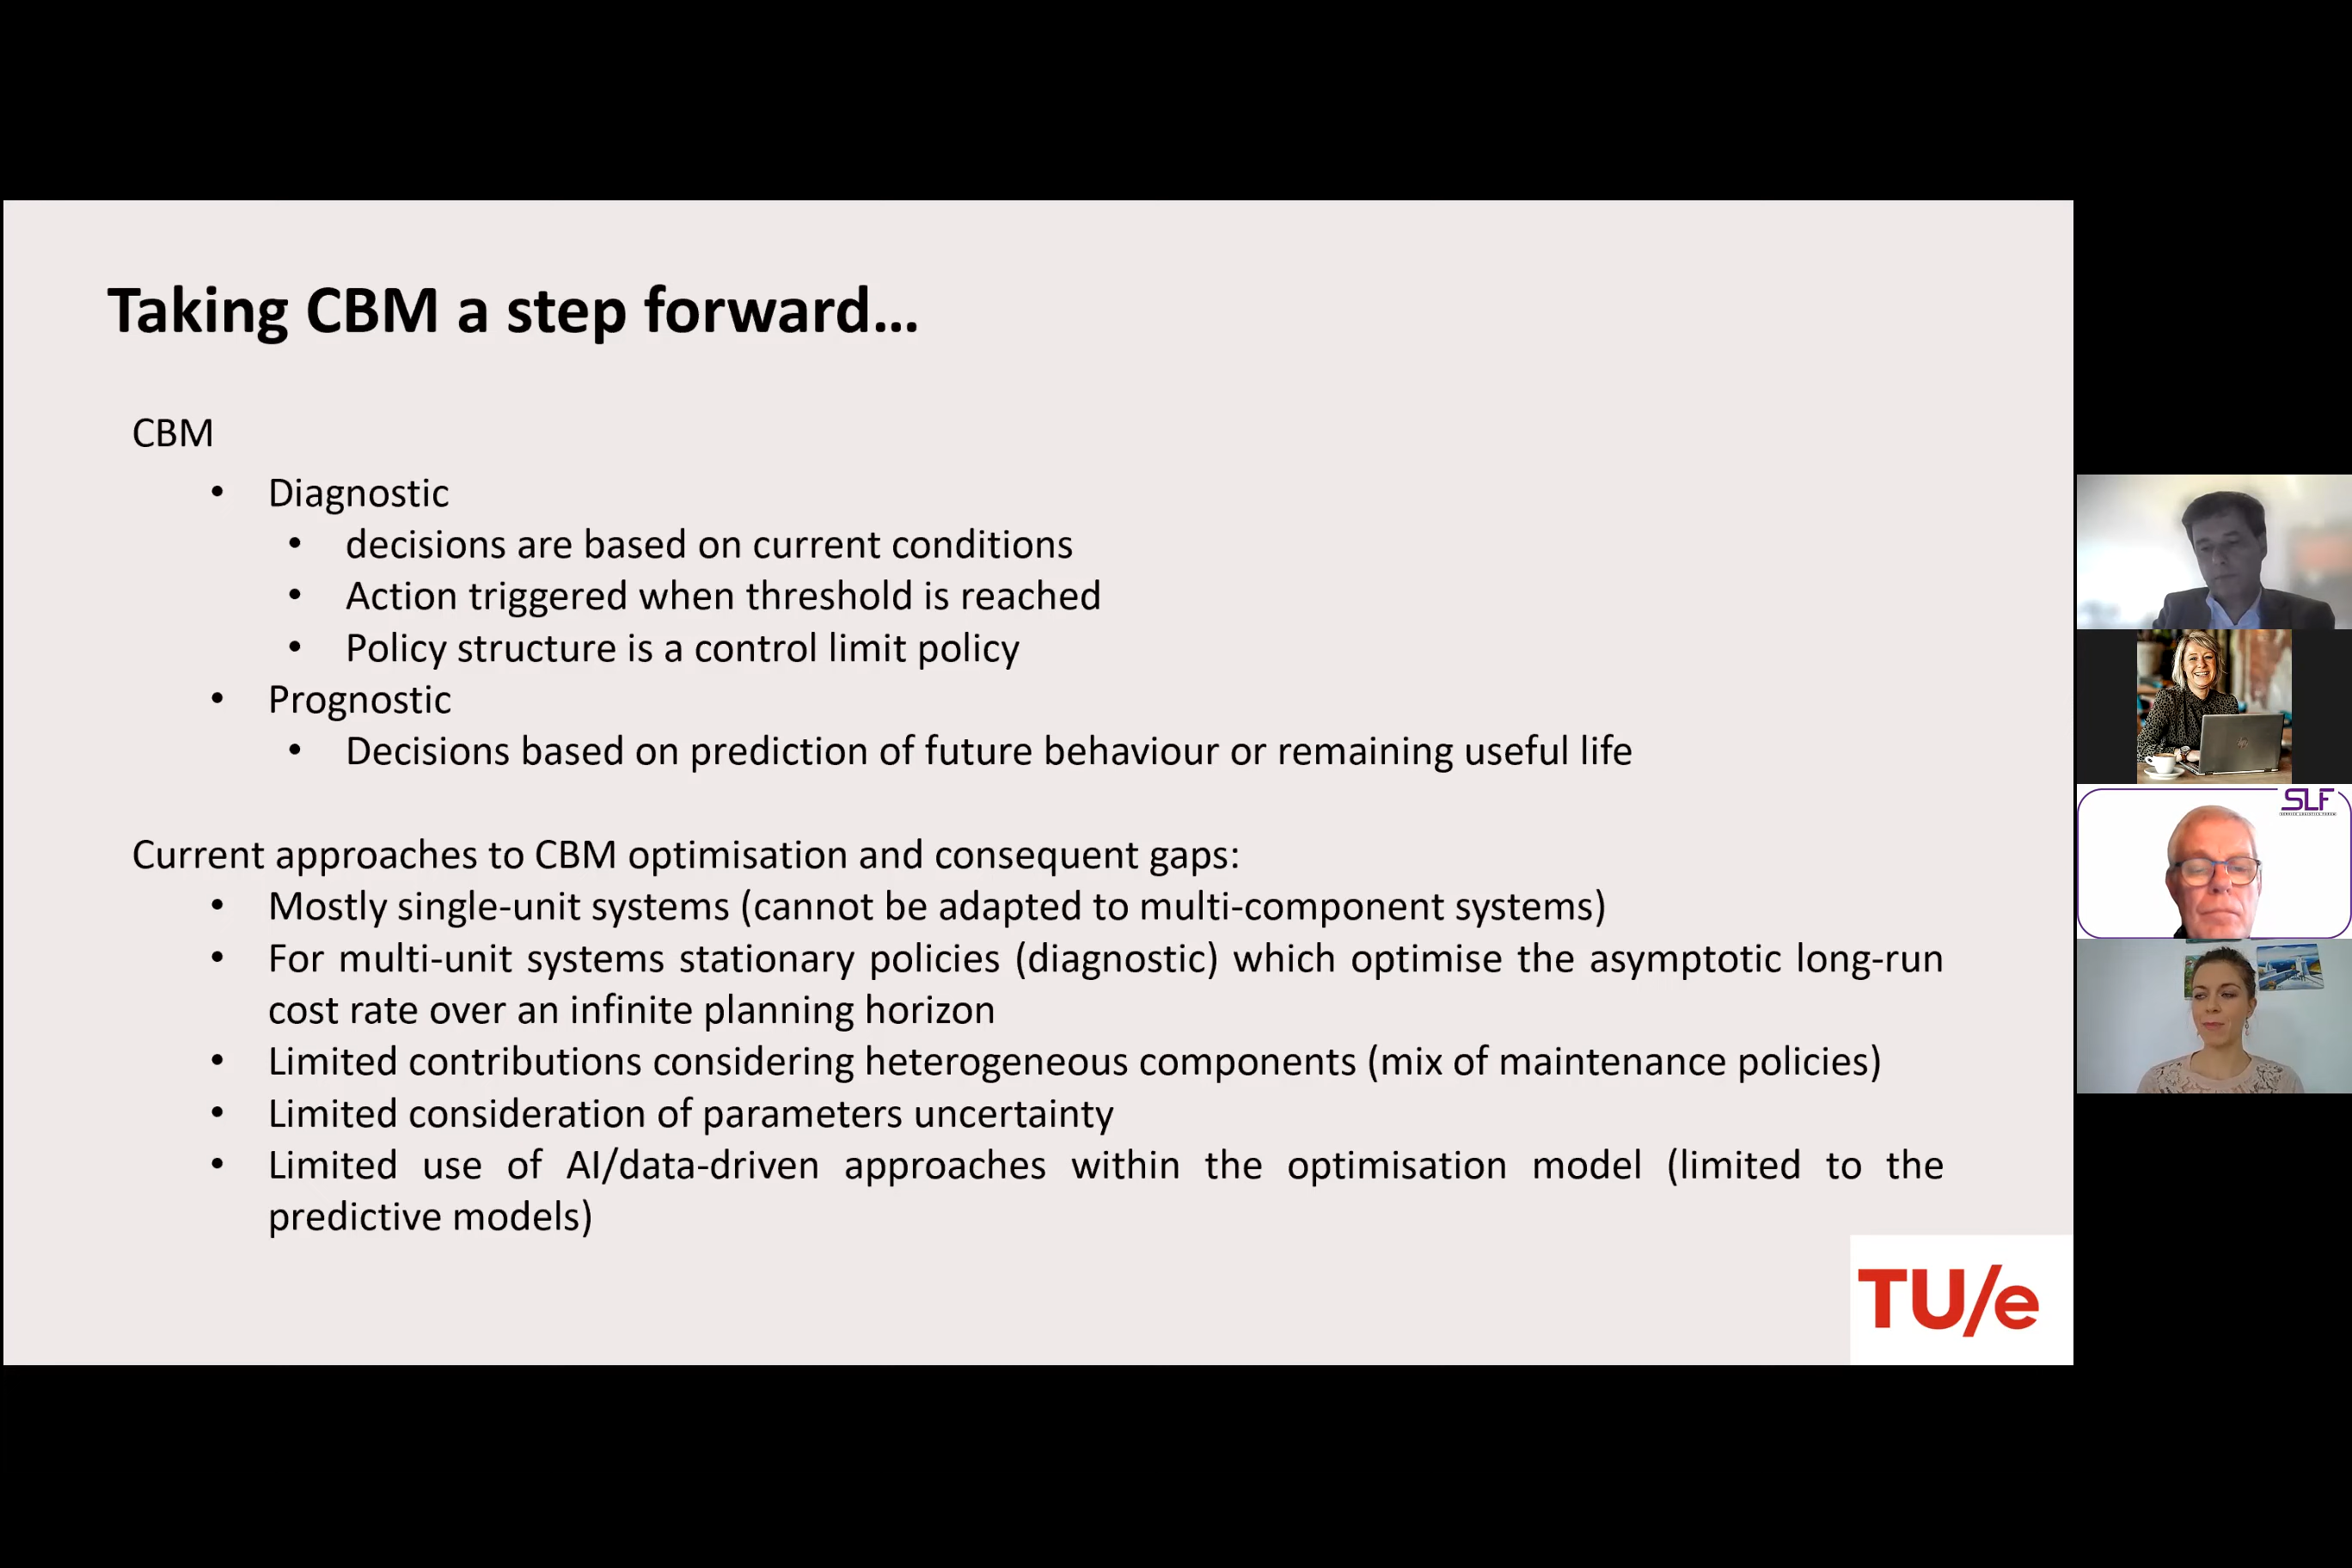 Taking CBM a step forward...
CBM
• Diagnostic
• decisions are based on current conditions
• Action triggered when threshold is reached
• Policy structure is a control limit policy
• Prognostic
• Decisions based on prediction of future behaviour or remaining useful life
Current approaches to CBM optimisation and consequent gaps:
• Mostly single-unit systems (cannot be adapted to multi-component systems)
• For multi-unit systems stationary policies (diagnostic) which optimise the asymptotic long-run
cost rate over an infinite planning horizon
• Limited contributions considering heterogeneous components (mix of maintenance policies)
• Limited consideration of parameters uncertainty
• Limited use of AI/data-driven approaches within the optimisation model (limited to the
predictive models)
TU/e
SLF